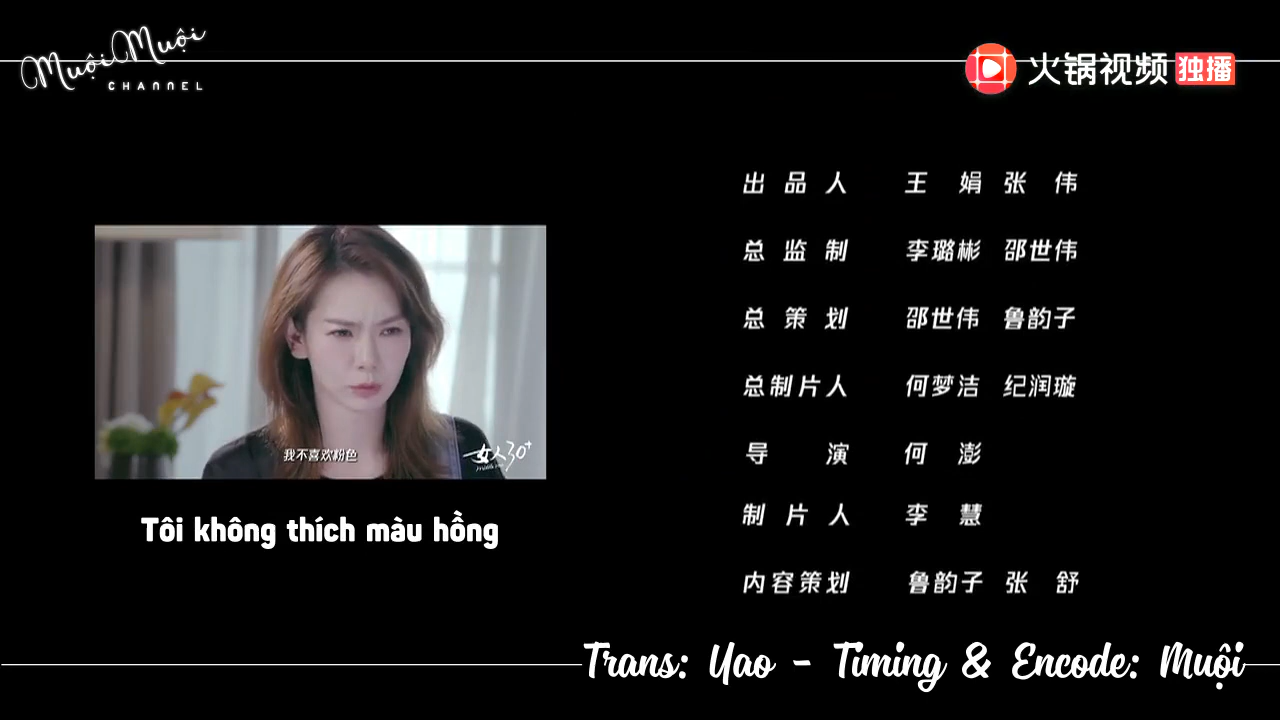 Muội Muội
CHANNEL
火锅视频 独播
出品人 王娟 张伟
总监制 李璐彬 邵世伟
总策划 邵世伟 鲁韵子
总制片人 何梦洁 纪润璇
导演 何澎
制片人 李慧
内容策划 鲁韵子 张舒
我不喜欢粉色
女人30+
Tôi không thích màu hồng
Trans: Yao - Timing & Encode: Muội